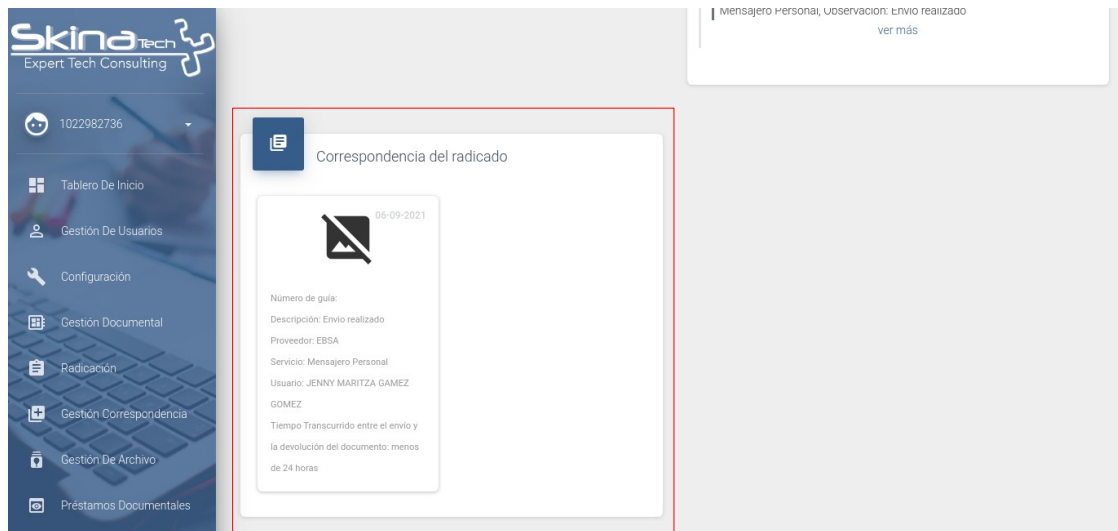 Skina Tech
Expert Tech Consulting
1022982736
Tablero De Inicio
Gestión De Usuarios
Configuración
Gestión Documental
Radicación
Gestión Correspondencia
Gestión De Archivo
Préstamos Documentales
Mensajero Personal, Observación: Envio realizado
ver más
Correspondencia del radicado
06-09-2021
Número de guía:
Descripción: Envio realizado
Proveedor: EBSA
Servicio: Mensajero Personal
Usuario: JENNY MARITZA GAMEZ
GOMEZ
Tiempo Transcurrido entre el envío y
la devolución del documento: menos
de 24 horas